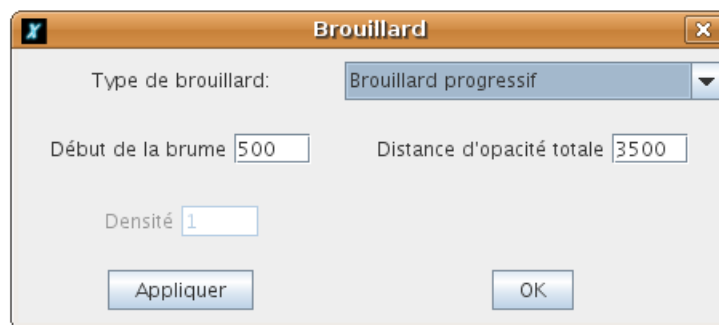 Brouillard
Type de brouillard: Brouillard progressif
Début de la brume 500 Distance d'opacité totale 3500
Densité 1
Appliquer OK